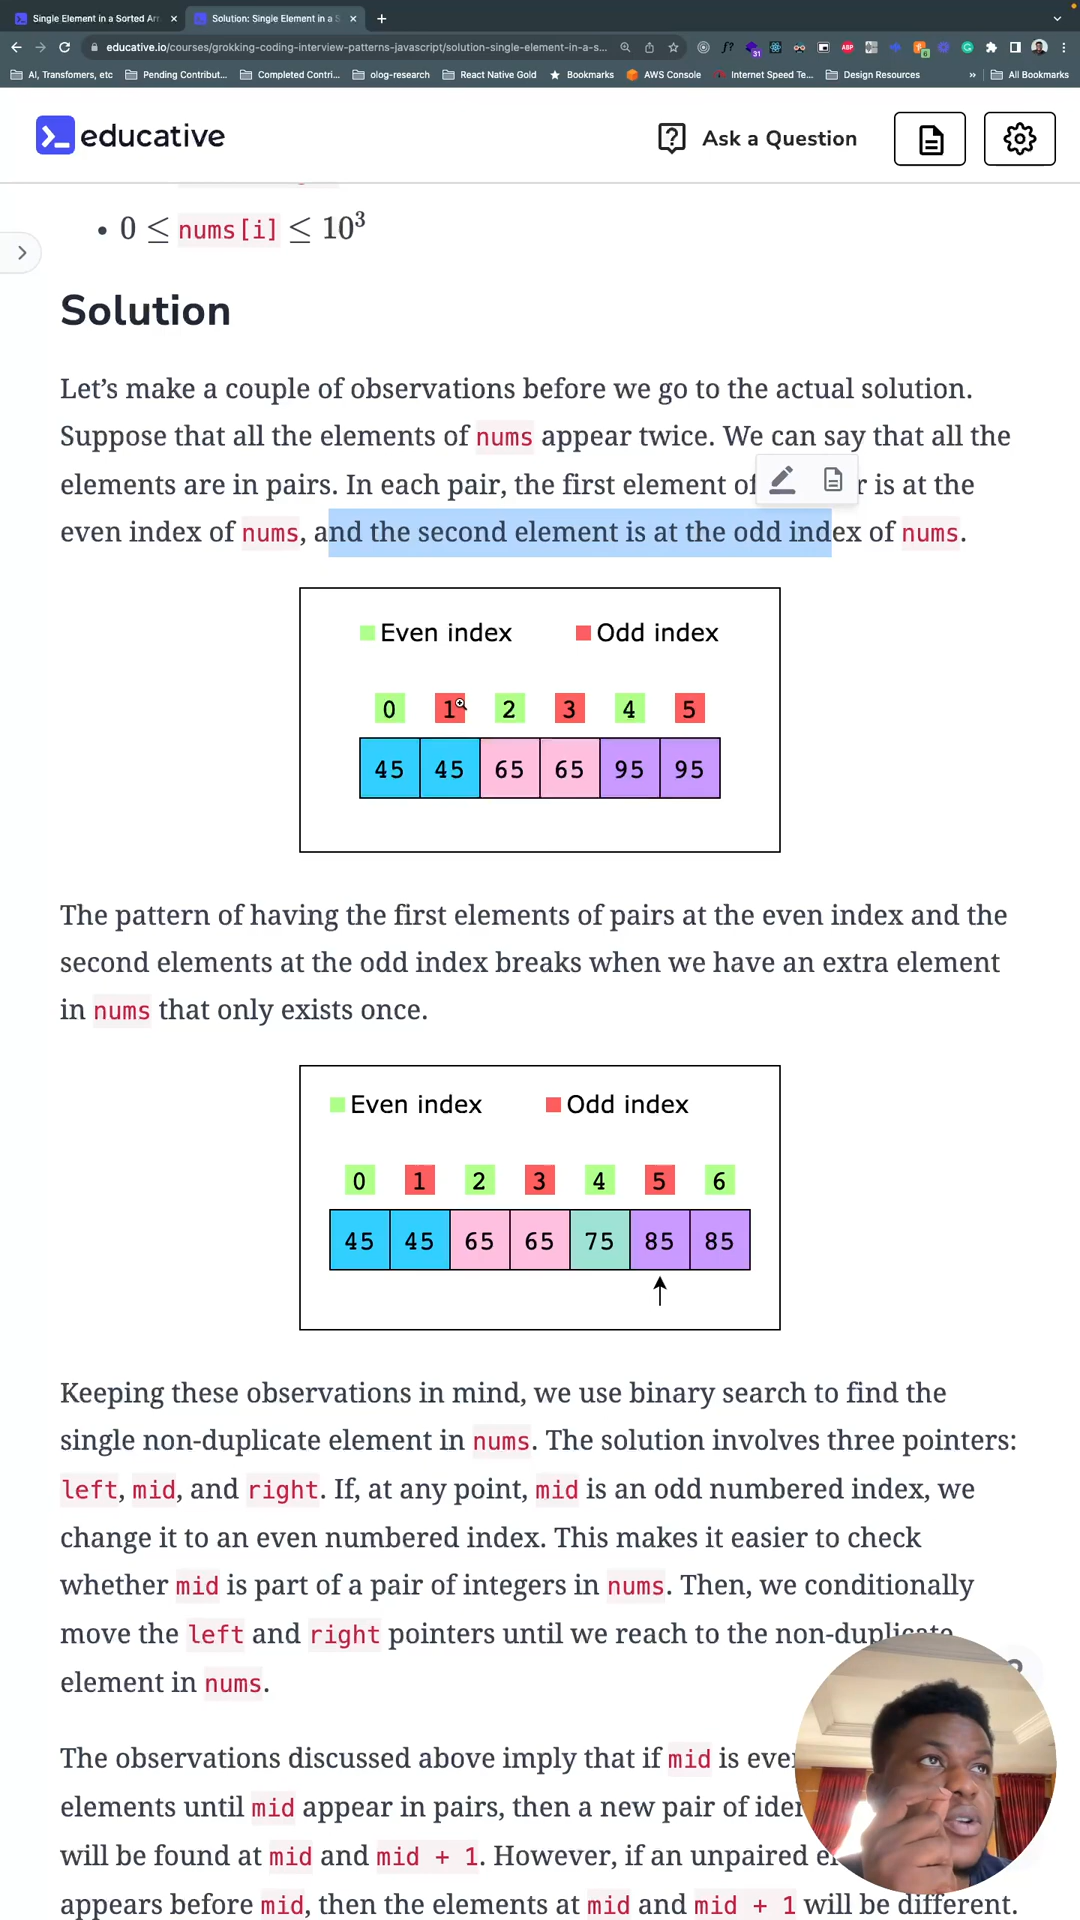 Single Element in a Sorted Arr
Solution: Single Element in a S
educative.io/courses/grokking-coding-interview-patterns-javascript/solution-single-element-in-a-s...
AI, Transfomers, etc
Pending Contribut...
Completed Contri...
olog-research
React Native Gold
Bookmarks
AWS Console
Internet Speed Te...
Design Resources
»
All Bookmarks
educative
Ask a Question
• 0 ≤ nums[i] ≤ 10³
Solution
Let’s make a couple of observations before we go to the actual solution.
Suppose that all the elements of nums appear twice. We can say that all the
elements are in pairs. In each pair, the first element of r is at the
even index of nums, and the second element is at the odd index of nums.
Even index Odd index
0 1 2 3 4 5
45 45 65 65 95 95
The pattern of having the first elements of pairs at the even index and the
second elements at the odd index breaks when we have an extra element
in nums that only exists once.
Even index Odd index
0 1 2 3 4 5 6
45 45 65 65 75 85 85
Keeping these observations in mind, we use binary search to find the
single non-duplicate element in nums. The solution involves three pointers:
left, mid, and right. If, at any point, mid is an odd numbered index, we
change it to an even numbered index. This makes it easier to check
whether mid is part of a pair of integers in nums. Then, we conditionally
move the left and right pointers until we reach to the non-duplicate
element in nums.
The observations discussed above imply that if mid is eve
elements until mid appear in pairs, then a new pair of ide
will be found at mid and mid + 1. However, if an unpaired el
appears before mid, then the elements at mid and mid + 1 will be different.